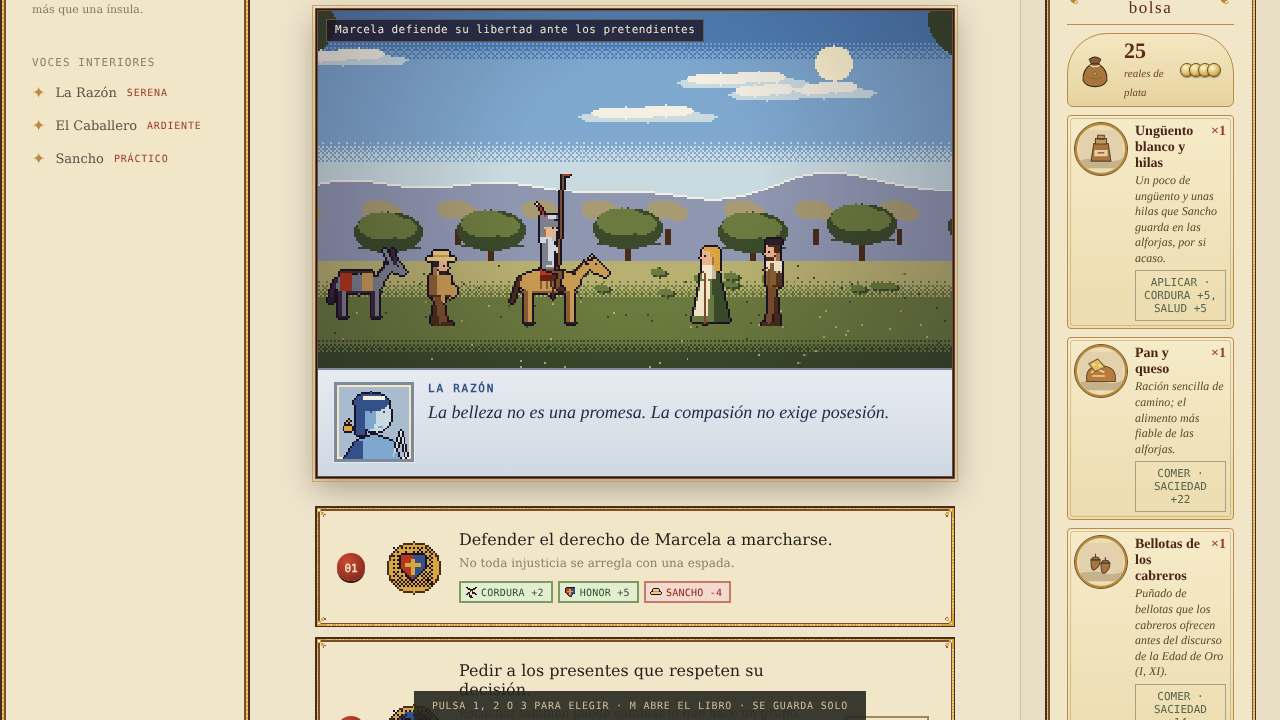 más que una ínsula.
VOCES INTERIORES
La Razón SERENA
El Caballero ARDIENTE
Sancho PRÁCTICO
Marcela defiende su libertad ante los pretendientes
LA RAZÓN
La belleza no es una promesa. La compasión no exige posesión.
01
Defender el derecho de Marcela a marcharse.
No toda injusticia se arregla con una espada.
CORDURA +2 HONOR +5 SANCHO -4
Pedir a los presentes que respeten su
decisión.
PULSA 1, 2 O 3 PARA ELEGIR · M ABRE EL LIBRO · SE GUARDA SOLO
bolsa
25
reales de
plata
Ungüento ×1
blanco y
hilas
Un poco de
ungüento y unas
hilas que Sancho
guarda en las
alforjas, por si
acaso.
APLICAR ·
CORDURA +5,
SALUD +5
Pan y ×1
queso
Ración sencilla de
camino; el
alimento más
fiable de las
alforjas.
COMER ·
SACIEDAD
+22
Bellotas de ×1
los
cabreros
Puñado de
bellotas que los
cabreros ofrecen
antes del discurso
de la Edad de Oro
(I, XI).
COMER ·